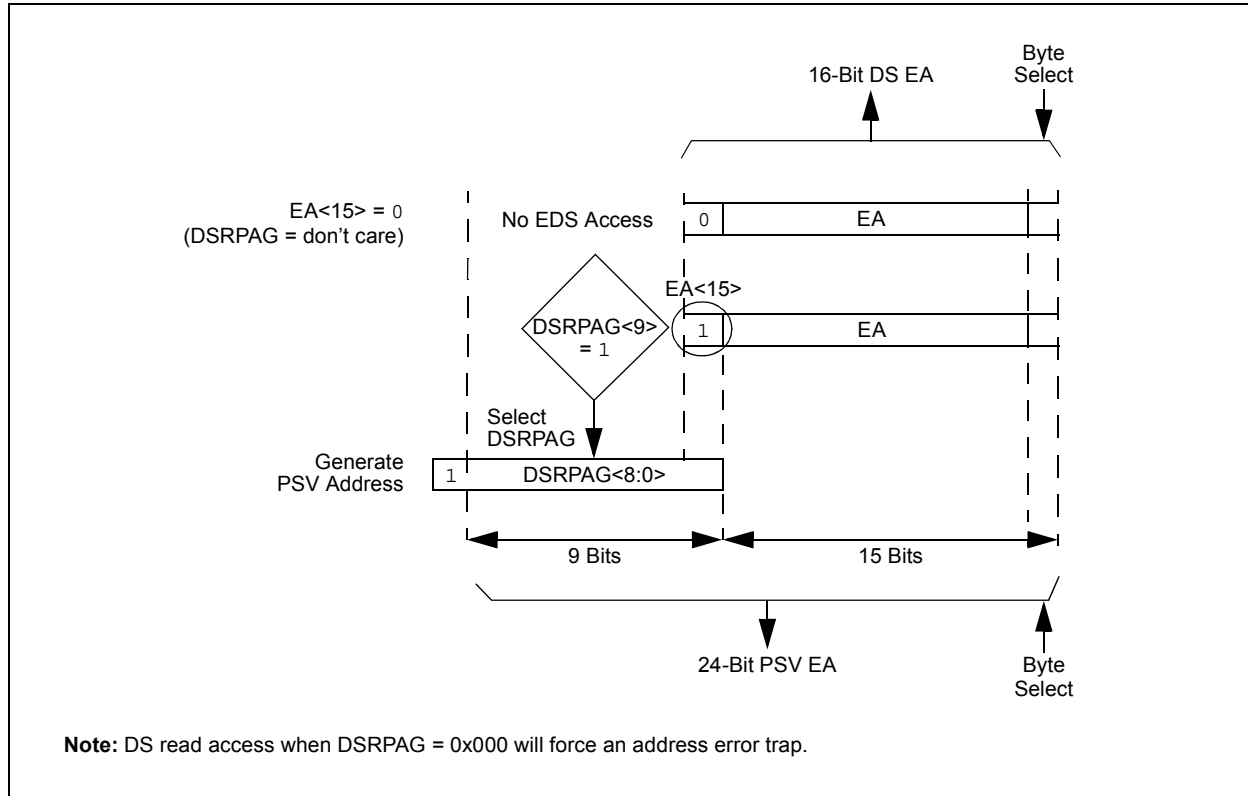 16-Bit DS EA
Byte
Select
EA<15> = 0
(DSRPAG = don't care)
No EDS Access
0
EA
EA<15>
DSRPAG<9>
= 1
1
EA
Select
DSRPAG
Generate
PSV Address
1
DSRPAG<8:0>
9 Bits
15 Bits
24-Bit PSV EA
Byte
Select
Note: DS read access when DSRPAG = 0x000 will force an address error trap.